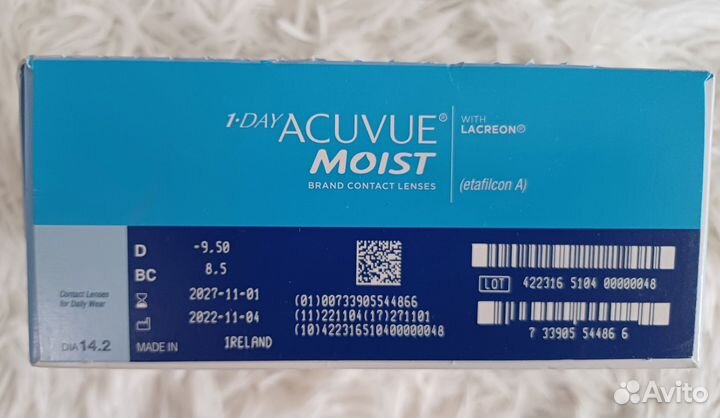 1·DAY ACUVUE® MOIST
BRAND CONTACT LENSES
WITH LACREON®
(etafilcon A)
Contact Lenses
for Daily Wear
DIA 14.2
D -9.50
BC 8.5
2027-11-01
2022-11-04
MADE IN IRELAND
(01)00733905544866
(11)221104(17)271101
(10)422316510400000048
LOT 422316 5104 00000048
7 33905 54486 6
Avito